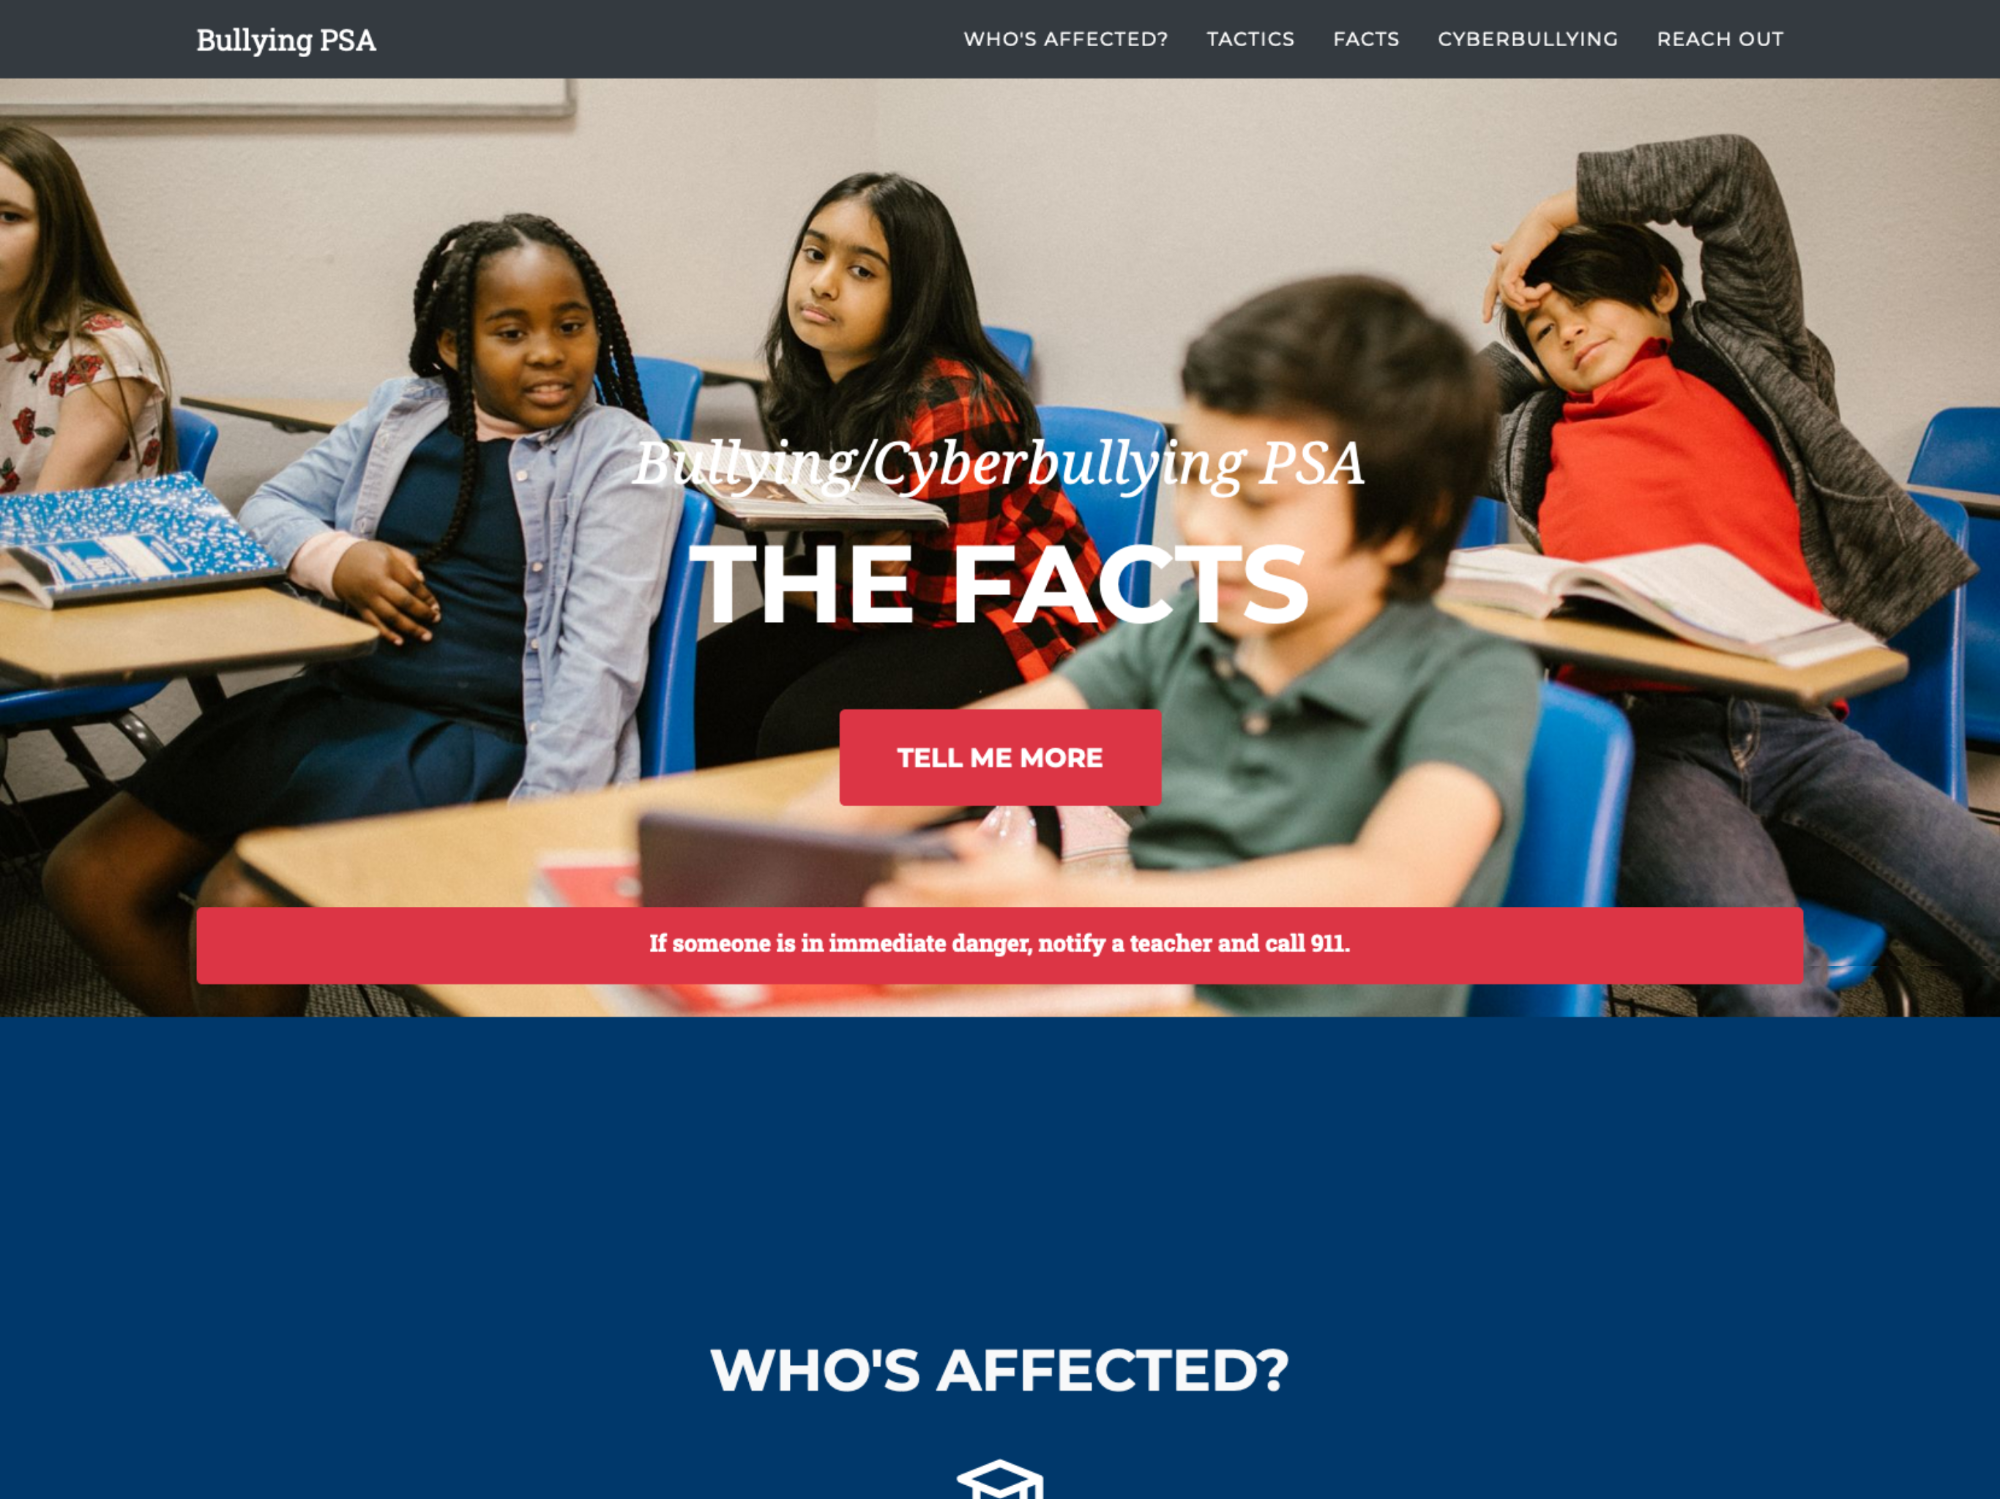 Bullying PSA
WHO'S AFFECTED? TACTICS FACTS CYBERBULLYING REACH OUT
Bullying/Cyberbullying PSA
THE FACTS
TELL ME MORE
If someone is in immediate danger, notify a teacher and call 911.
WHO'S AFFECTED?